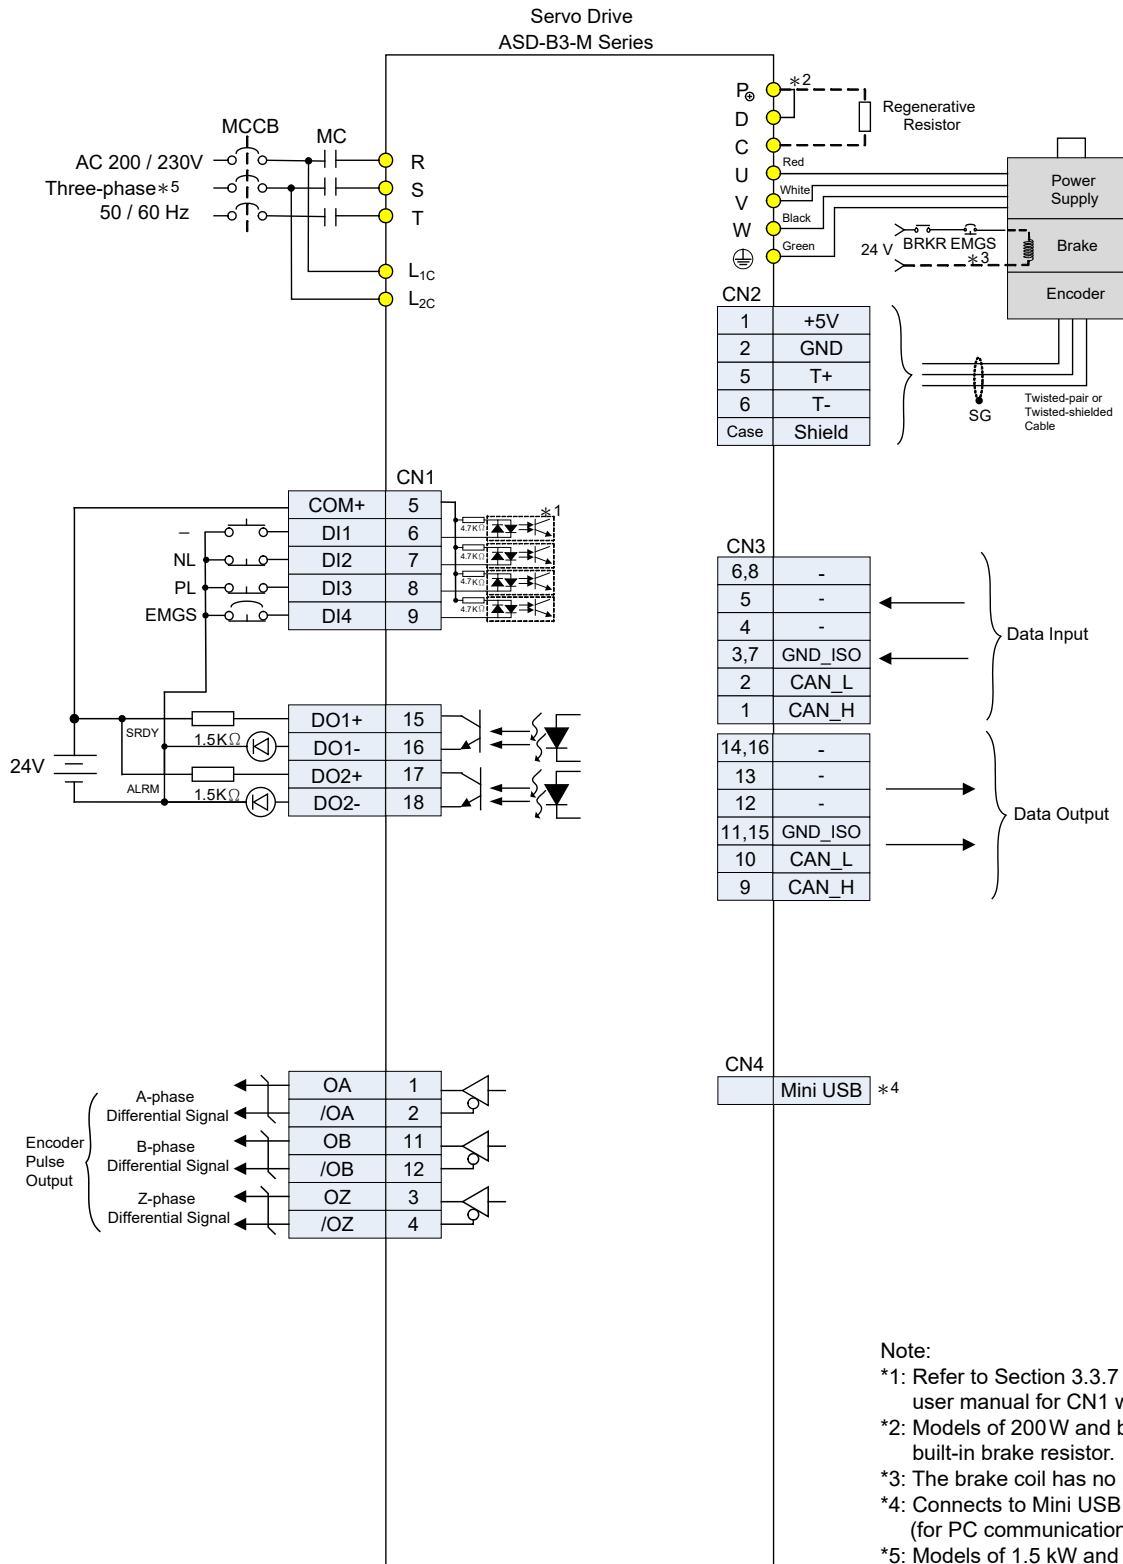 Servo Drive
ASD-B3-M Series
MCCB
MC
AC 200 / 230V
Three-phase＊5
50 / 60 Hz
R
S
T
L1C
L2C
P⊕
＊2
D
C
Regenerative
Resistor
U
Red
V
White
W
Black
Green
Power
Supply
24 V
BRKR EMGS
＊3
Brake
Encoder
CN2
1 +5V
2 GND
5 T+
6 T-
Case Shield
SG
Twisted-pair or
Twisted-shielded
Cable
CN1
COM+ 5
– DI1 6
NL DI2 7
PL DI3 8
EMGS DI4 9
＊1
4.7KΩ
4.7KΩ
4.7KΩ
4.7KΩ
CN3
6,8 -
5 -
4 -
3,7 GND_ISO
2 CAN_L
1 CAN_H
Data Input
14,16 -
13 -
12 -
11,15 GND_ISO
10 CAN_L
9 CAN_H
Data Output
24V
SRDY
DO1+ 15
1.5KΩ
DO1- 16
DO2+ 17
ALRM
1.5KΩ
DO2- 18
CN4
Mini USB ＊4
Encoder
Pulse
Output
A-phase
Differential Signal
B-phase
Differential Signal
Z-phase
Differential Signal
OA 1
/OA 2
OB 11
/OB 12
OZ 3
/OZ 4
Note:
*1: Refer to Section 3.3.7
user manual for CN1
*2: Models of 200W and
built-in brake resistor.
*3: The brake coil has no
*4: Connects to Mini USB
(for PC communication
*5: Models of 1.5 kW and